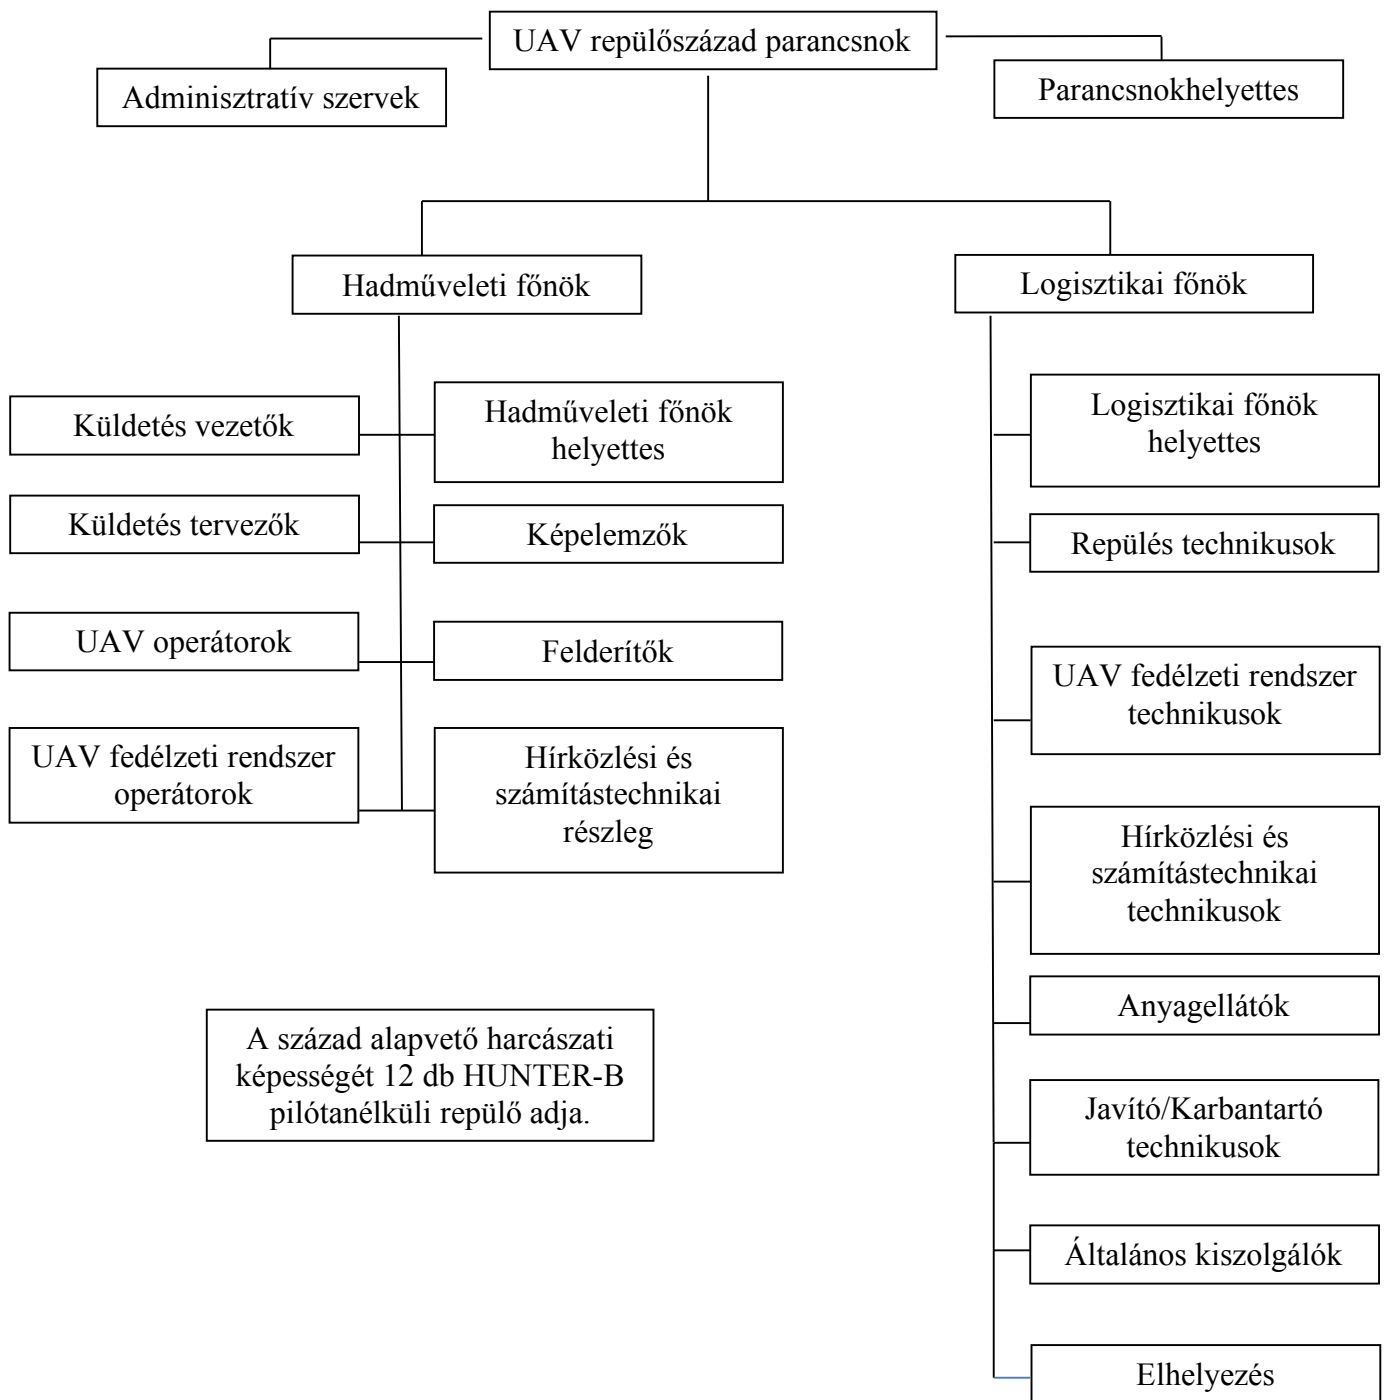 UAV repülőszázad parancsnok
Adminisztratív szervek
Parancsnokhelyettes
Hadműveleti főnök
Logisztikai főnök
Küldetés vezetők
Hadműveleti főnök
helyettes
Küldetés tervezők
Képelemzők
UAV operátorok
Felderítők
UAV fedélzeti rendszer
operátorok
Hírközlési és
számítástechnikai
részleg
Logisztikai főnök
helyettes
Repülés technikusok
UAV fedélzeti rendszer
technikusok
Hírközlési és
számítástechnikai
technikusok
Anyagellátók
Javító/Karbantartó
technikusok
Általános kiszolgálók
Elhelyezés
A század alapvető harcászati
képességét 12 db HUNTER-B
pilótanélküli repülő adja.